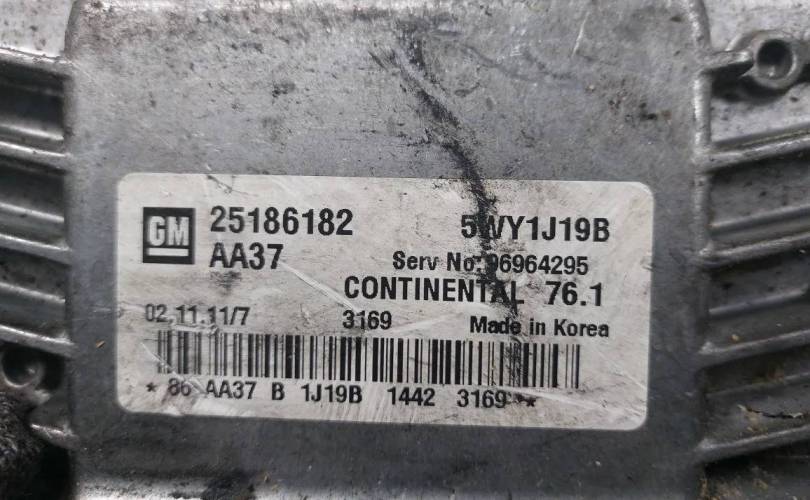 GM 25186182 5WY1J19B
AA37 Serv No: 96964295
CONTINENTAL 76.1
02.11.11/7 3169 Made in Korea
* 86 AA37 B 1J19B 1442 3169 *